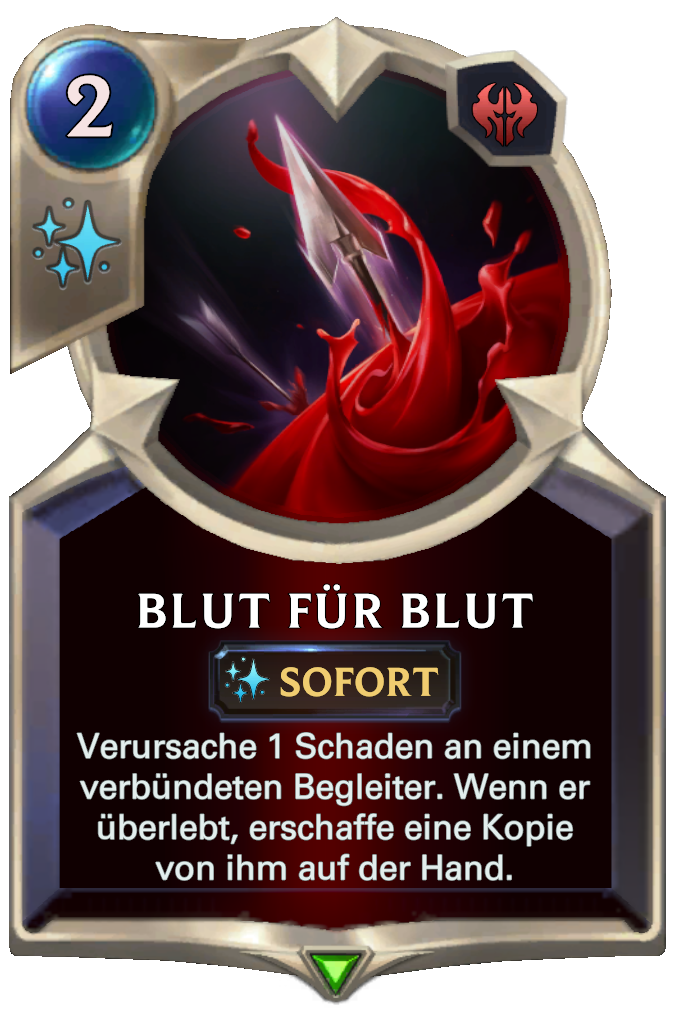 2
BLUT FÜR BLUT
SOFORT
Verursache 1 Schaden an einem
verbündeten Begleiter. Wenn er
überlebt, erschaffe eine Kopie
von ihm auf der Hand.